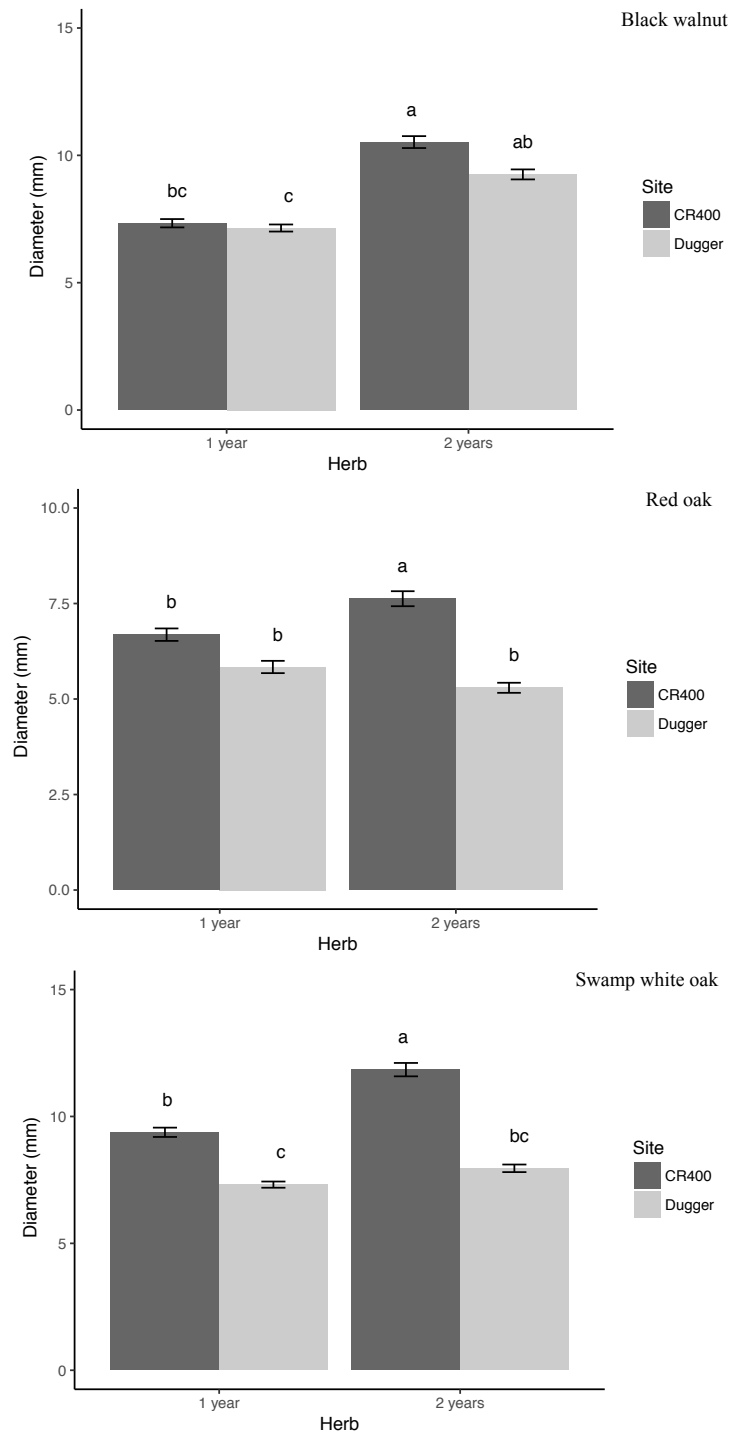 Black walnut
15
10
5
0
Diameter (mm)
bc
c
a
ab
1 year
2 years
Herb
Site
CR400
Dugger
Red oak
10.0
7.5
5.0
2.5
0.0
Diameter (mm)
b
b
a
b
1 year
2 years
Herb
Site
CR400
Dugger
Swamp white oak
15
10
5
0
Diameter (mm)
b
c
a
bc
1 year
2 years
Herb
Site
CR400
Dugger